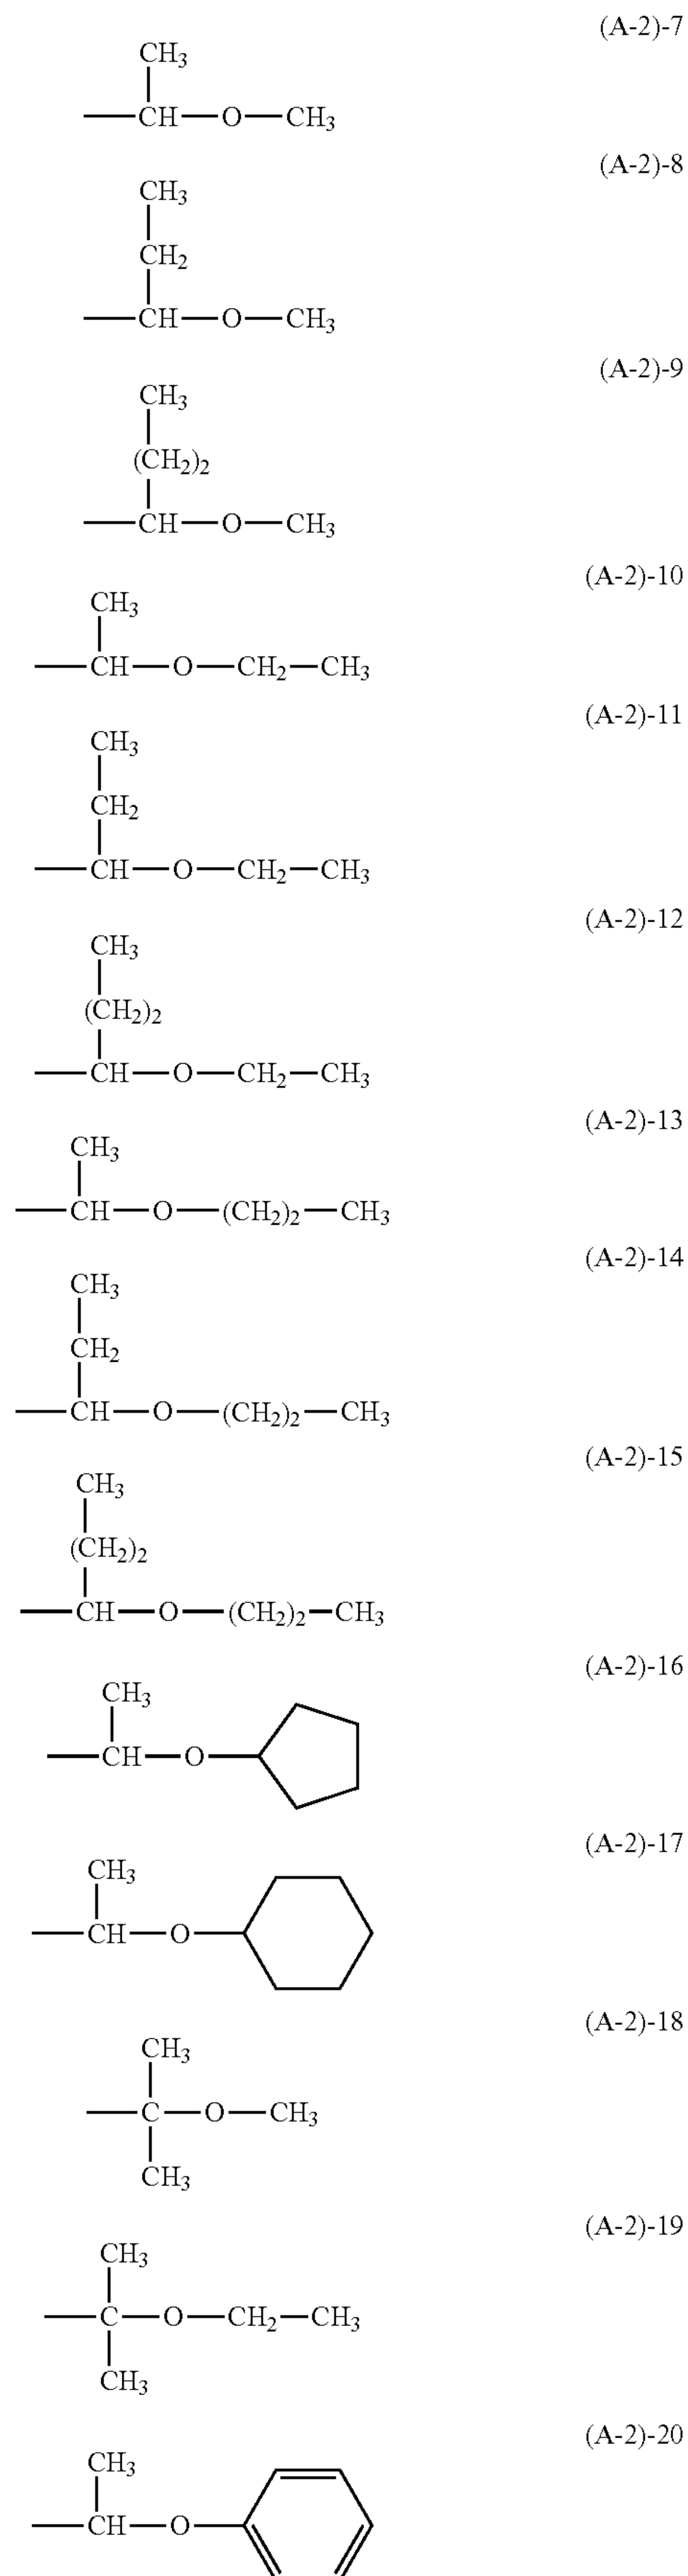 (A-2)-7
CH3
CH O CH3
(A-2)-8
CH3
CH2
CH O CH3
(A-2)-9
CH3
(CH2)2
CH O CH3
(A-2)-10
CH3
CH O CH2 CH3
(A-2)-11
CH3
CH2
CH O CH2 CH3
(A-2)-12
CH3
(CH2)2
CH O CH2 CH3
(A-2)-13
CH3
CH O (CH2)2 CH3
(A-2)-14
CH3
CH2
CH O (CH2)2 CH3
(A-2)-15
CH3
(CH2)2
CH O (CH2)2 CH3
(A-2)-16
CH3
CH O
(A-2)-17
CH3
CH O
(A-2)-18
CH3
C O CH3
CH3
(A-2)-19
CH3
C O CH2 CH3
CH3
(A-2)-20
CH3
CH O